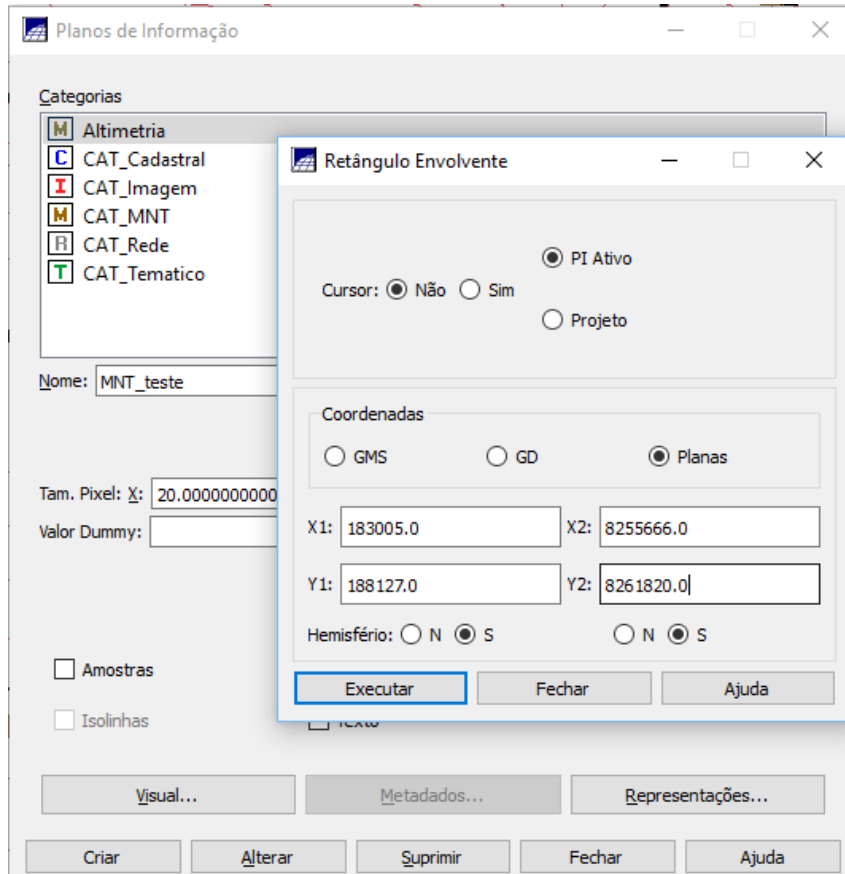 Planos de Informação
Categorias
M Altimetria
C CAT_Cadastral
I CAT_Imagem
M CAT_MNT
R CAT_Rede
T CAT_Tematico
Nome: MNT_teste
Tam. Pixel: X: 20.0000000000
Valor Dummy:
Amostras
Isolinhas
Texto
Visual... Metadados... Representações...
Criar Alterar Suprimir Fechar Ajuda
Retângulo Envolvente
PI Ativo
Cursor: Não Sim
Projeto
Coordenadas
GMS GD Planas
X1: 183005.0 X2: 8255666.0
Y1: 188127.0 Y2: 8261820.0
Hemisfério: N S N S
Executar Fechar Ajuda